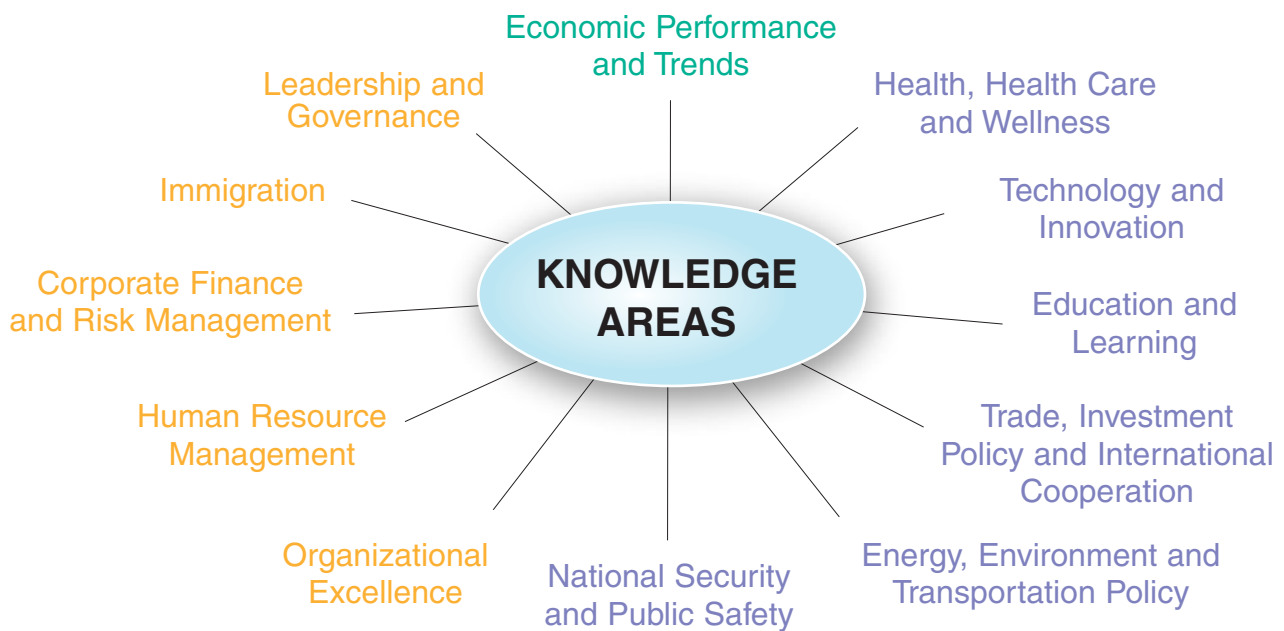 Economic Performance
and Trends
Leadership and
Governance
Health, Health Care
and Wellness
Immigration
Technology and
Innovation
KNOWLEDGE
AREAS
Corporate Finance
and Risk Management
Education and
Learning
Human Resource
Management
Trade, Investment
Policy and International
Cooperation
Organizational
Excellence
National Security
and Public Safety
Energy, Environment and
Transportation Policy